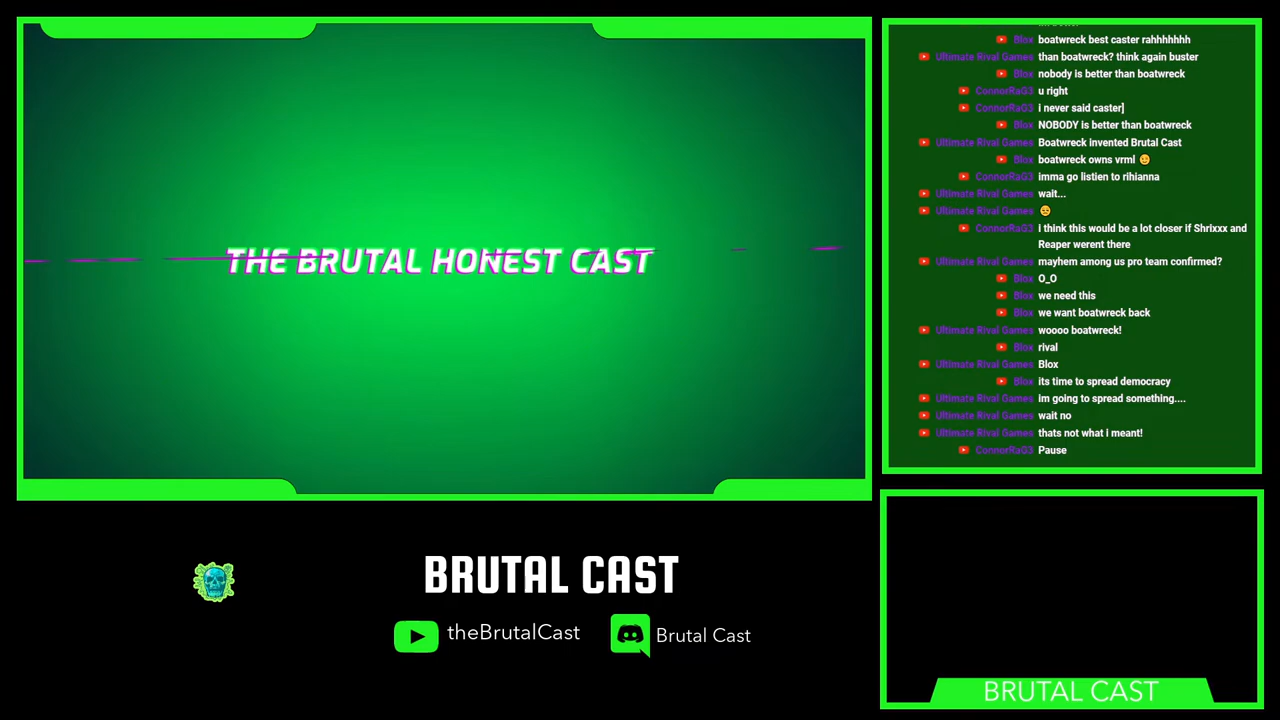 THE BRUTAL HONEST CAST
Blox boatwreck best caster rahhhhhhh
Ultimate Rival Games than boatwreck? think again buster
Blox nobody is better than boatwreck
ConnorRaG3 u right
ConnorRaG3 i never said caster]
Blox NOBODY is better than boatwreck
Ultimate Rival Games Boatwreck invented Brutal Cast
Blox boatwreck owns vrml 😉
ConnorRaG3 imma go listien to rihianna
Ultimate Rival Games wait...
Ultimate Rival Games 😔
ConnorRaG3 i think this would be a lot closer if Shrixxx and
Reaper werent there
Ultimate Rival Games mayhem among us pro team confirmed?
Blox O_O
Blox we need this
Blox we want boatwreck back
Ultimate Rival Games woooo boatwreck!
Blox rival
Ultimate Rival Games Blox
Blox its time to spread democracy
Ultimate Rival Games im going to spread something....
Ultimate Rival Games wait no
Ultimate Rival Games thats not what i meant!
ConnorRaG3 Pause
BRUTAL CAST
theBrutalCast
Brutal Cast
BRUTAL CAST